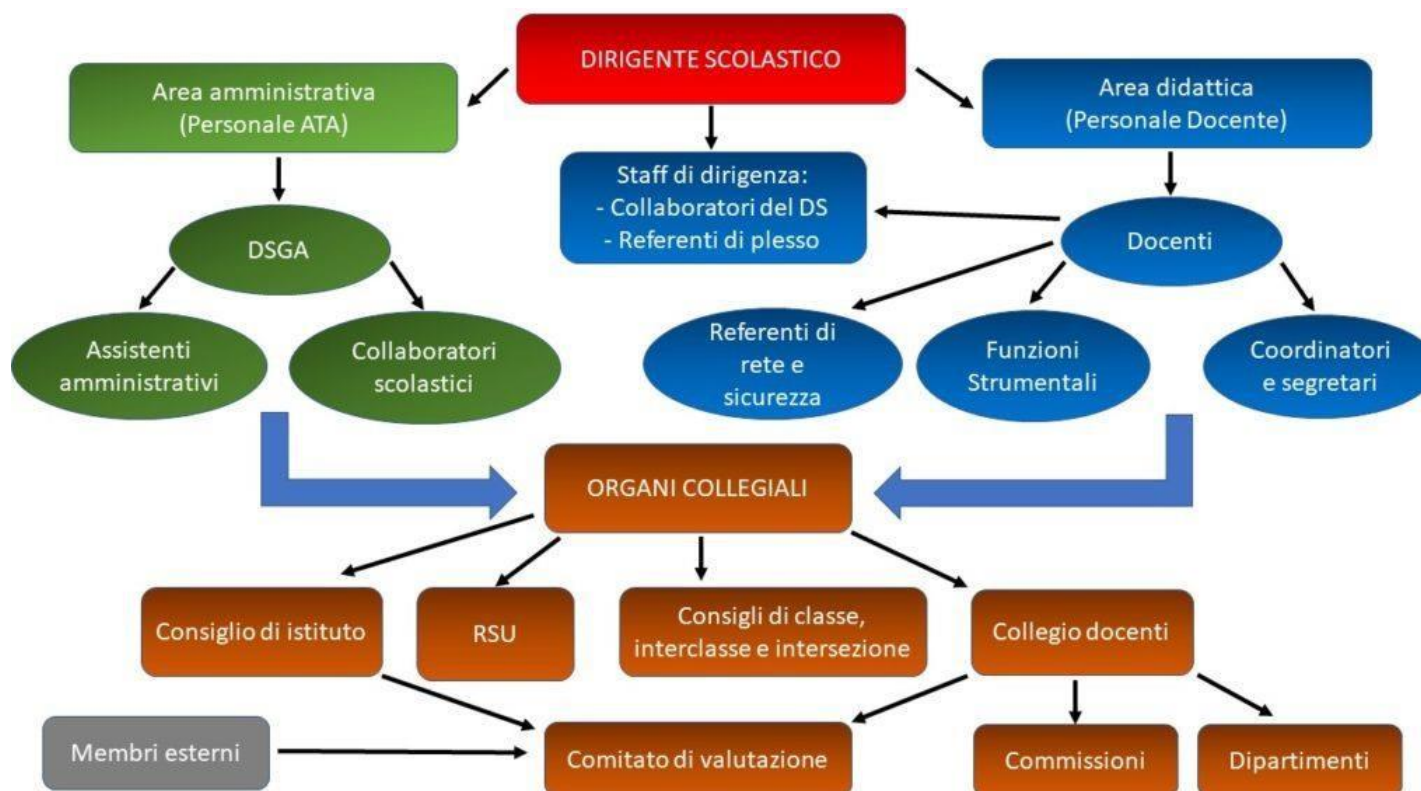 DIRIGENTE SCOLASTICO
Area amministrativa
(Personale ATA)
Area didattica
(Personale Docente)
Staff di dirigenza:
- Collaboratori del DS
- Referenti di plesso
DSGA
Docenti
Assistenti
amministrativi
Collaboratori
scolastici
Referenti di
rete e
sicurezza
Funzioni
Strumentali
Coordinatori
e segretari
ORGANI COLLEGIALI
Consiglio di istituto
RSU
Consigli di classe,
interclasse e intersezione
Collegio docenti
Membri esterni
Comitato di valutazione
Commissioni
Dipartimenti